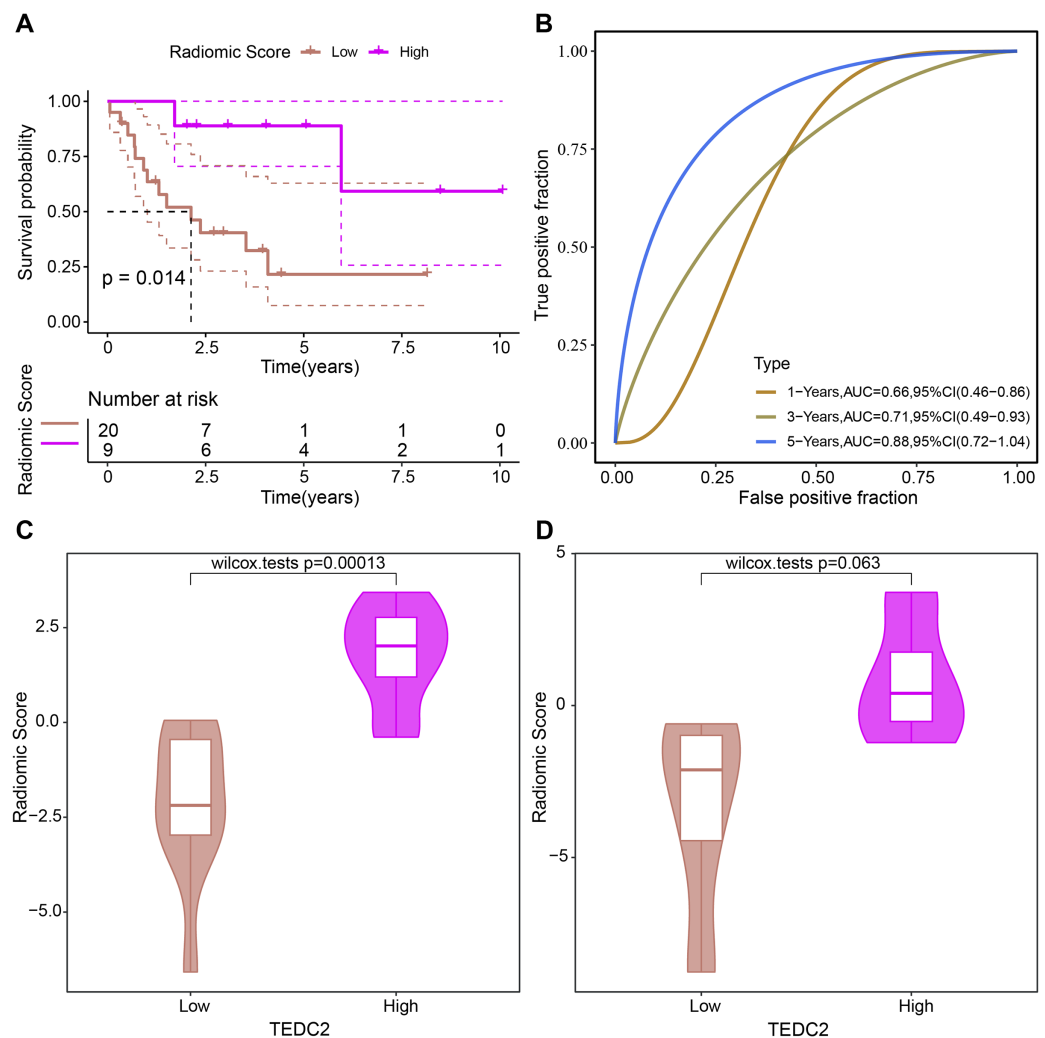 A
Radiomic Score Low High
1.00
0.75
0.50
0.25
0.00
Survival probability
p = 0.014
0 2.5 5 7.5 10
Time(years)
Number at risk
Radiomic Score
20 7 1 1 0
9 6 4 2 1
0 2.5 5 7.5 10
Time(years)
B
1.00
0.75
0.50
0.25
0.00
True positive fraction
Type
1−Years,AUC=0.66,95%CI(0.46−0.86)
3−Years,AUC=0.71,95%CI(0.49−0.93)
5−Years,AUC=0.88,95%CI(0.72−1.04)
0.00 0.25 0.50 0.75 1.00
False positive fraction
C
wilcox.tests p=0.00013
2.5
0.0
−2.5
−5.0
Radiomic Score
Low High
TEDC2
D
wilcox.tests p=0.063
5
0
−5
Radiomic Score
Low High
TEDC2